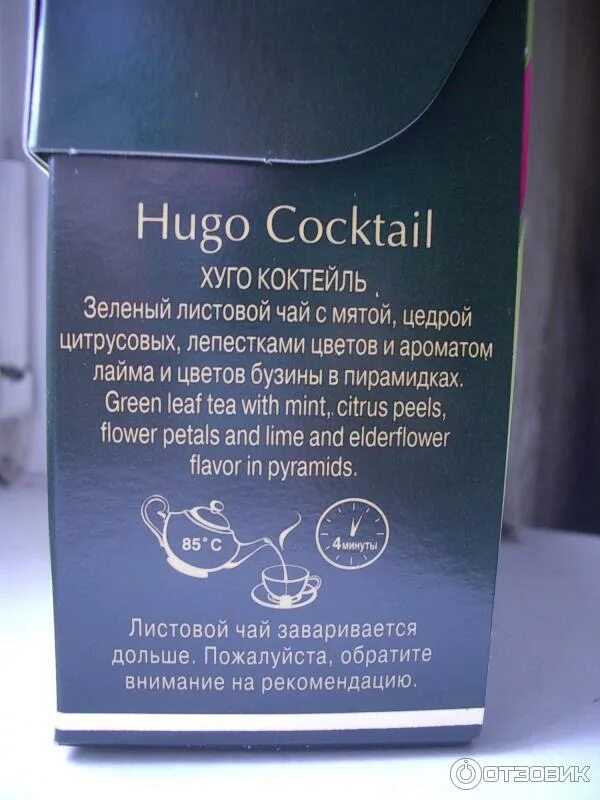 Hugo Cocktail
ХУГО КОКТЕЙЛЬ
Зеленый листовой чай с мятой, цедрой
цитрусовых, лепестками цветов и ароматом
лайма и цветов бузины в пирамидках.
Green leaf tea with mint, citrus peels,
flower petals and lime and elderflower
flavor in pyramids.
85°C
4 минуты
Листовой чай заваривается
дольше. Пожалуйста, обратите
внимание на рекомендацию.
ОТЗОВИК